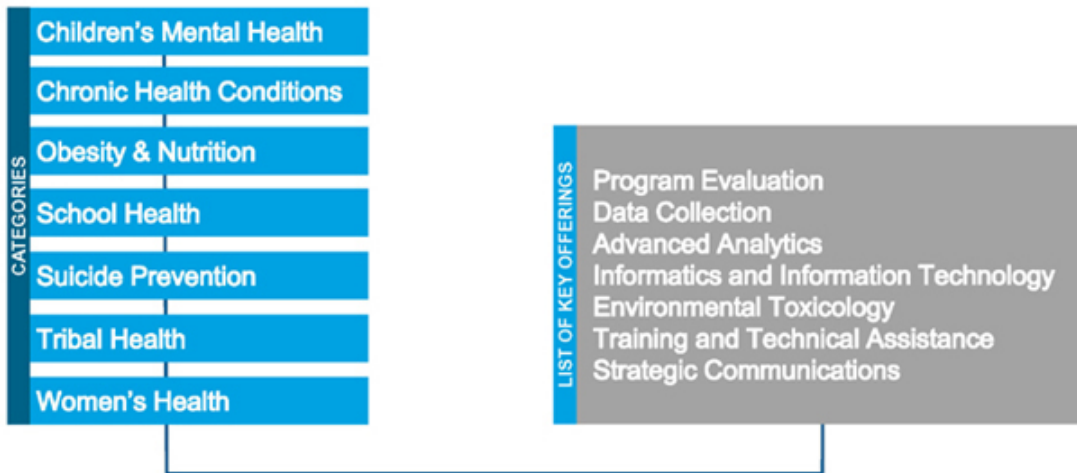 CATEGORIES
Children's Mental Health
Chronic Health Conditions
Obesity & Nutrition
School Health
Suicide Prevention
Tribal Health
Women's Health
LIST OF KEY OFFERINGS
Program Evaluation
Data Collection
Advanced Analytics
Informatics and Information Technology
Environmental Toxicology
Training and Technical Assistance
Strategic Communications